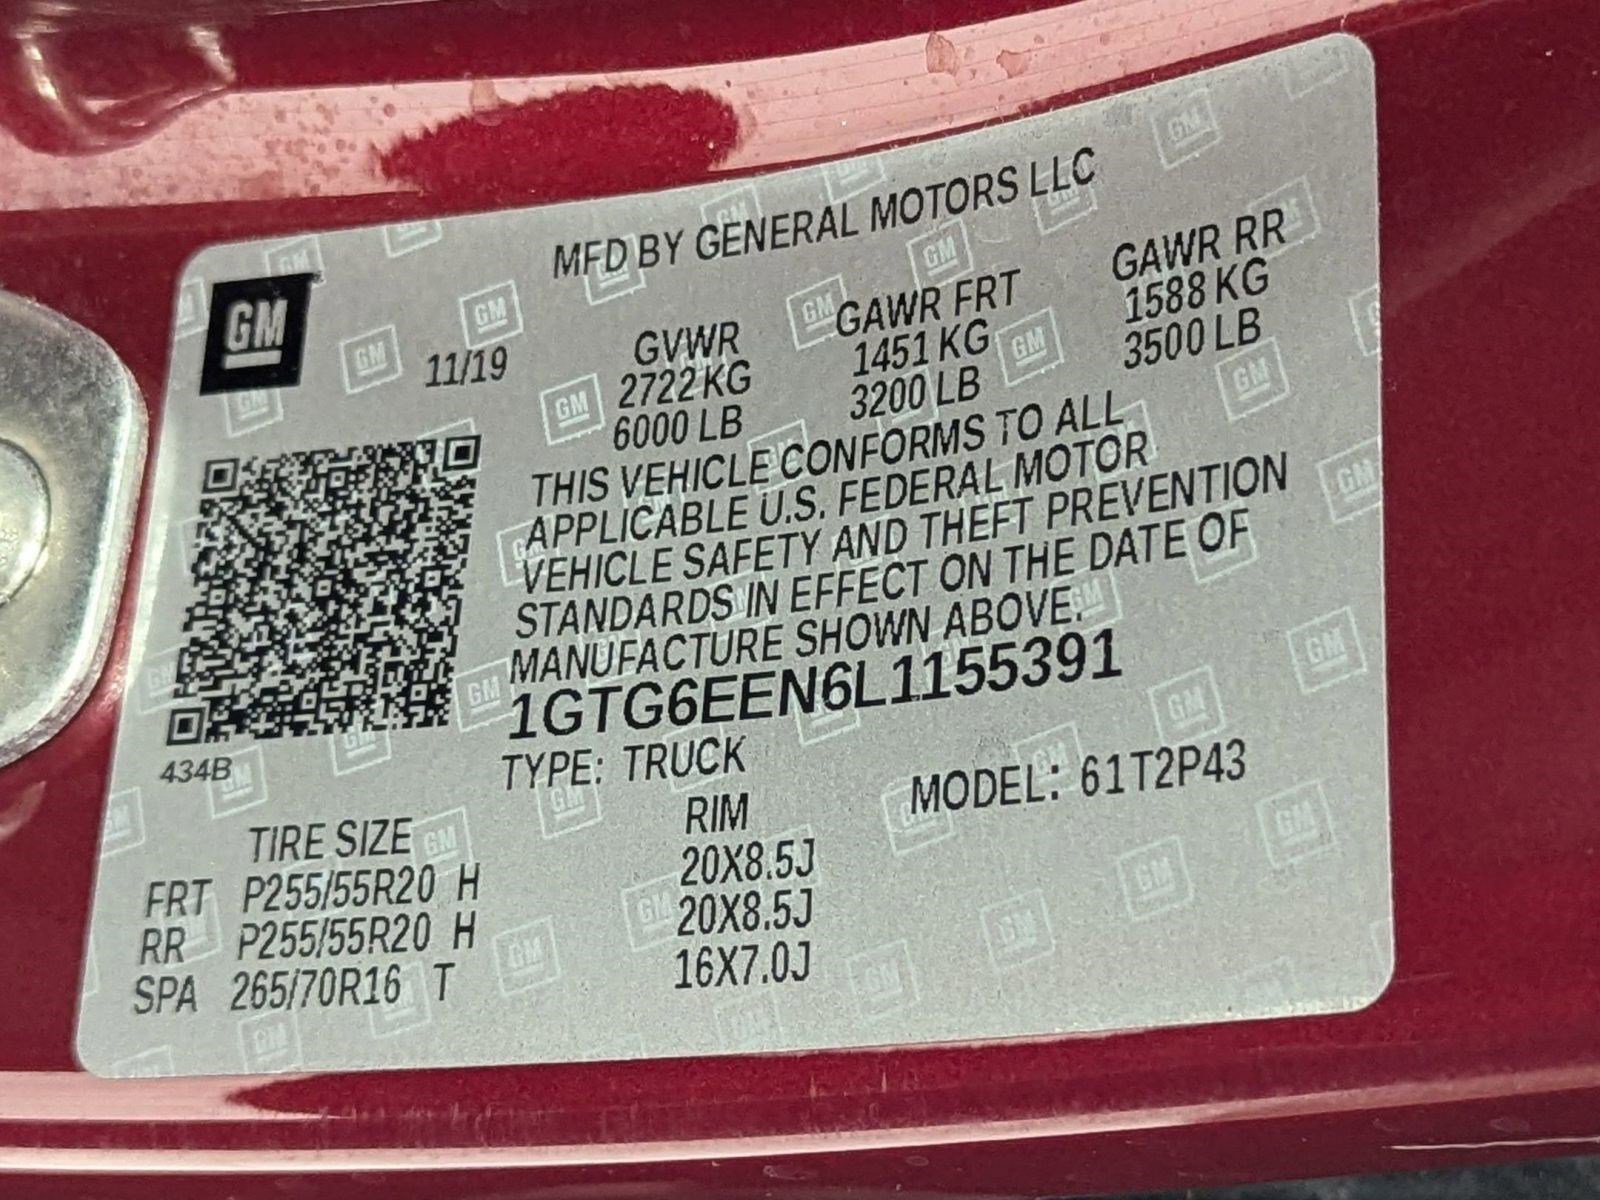 MFD BY GENERAL MOTORS LLC
GM
11/19
GVWR GAWR FRT GAWR RR
2722 KG 1451 KG 1588 KG
6000 LB 3200 LB 3500 LB
THIS VEHICLE CONFORMS TO ALL
APPLICABLE U.S. FEDERAL MOTOR
VEHICLE SAFETY AND THEFT PREVENTION
STANDARDS IN EFFECT ON THE DATE OF
MANUFACTURE SHOWN ABOVE.
1GTG6EEN6L1155391
434B
TYPE: TRUCK MODEL: 61T2P43
TIRE SIZE RIM
FRT P255/55R20 H 20X8.5J
RR P255/55R20 H 20X8.5J
SPA 265/70R16 T 16X7.0J